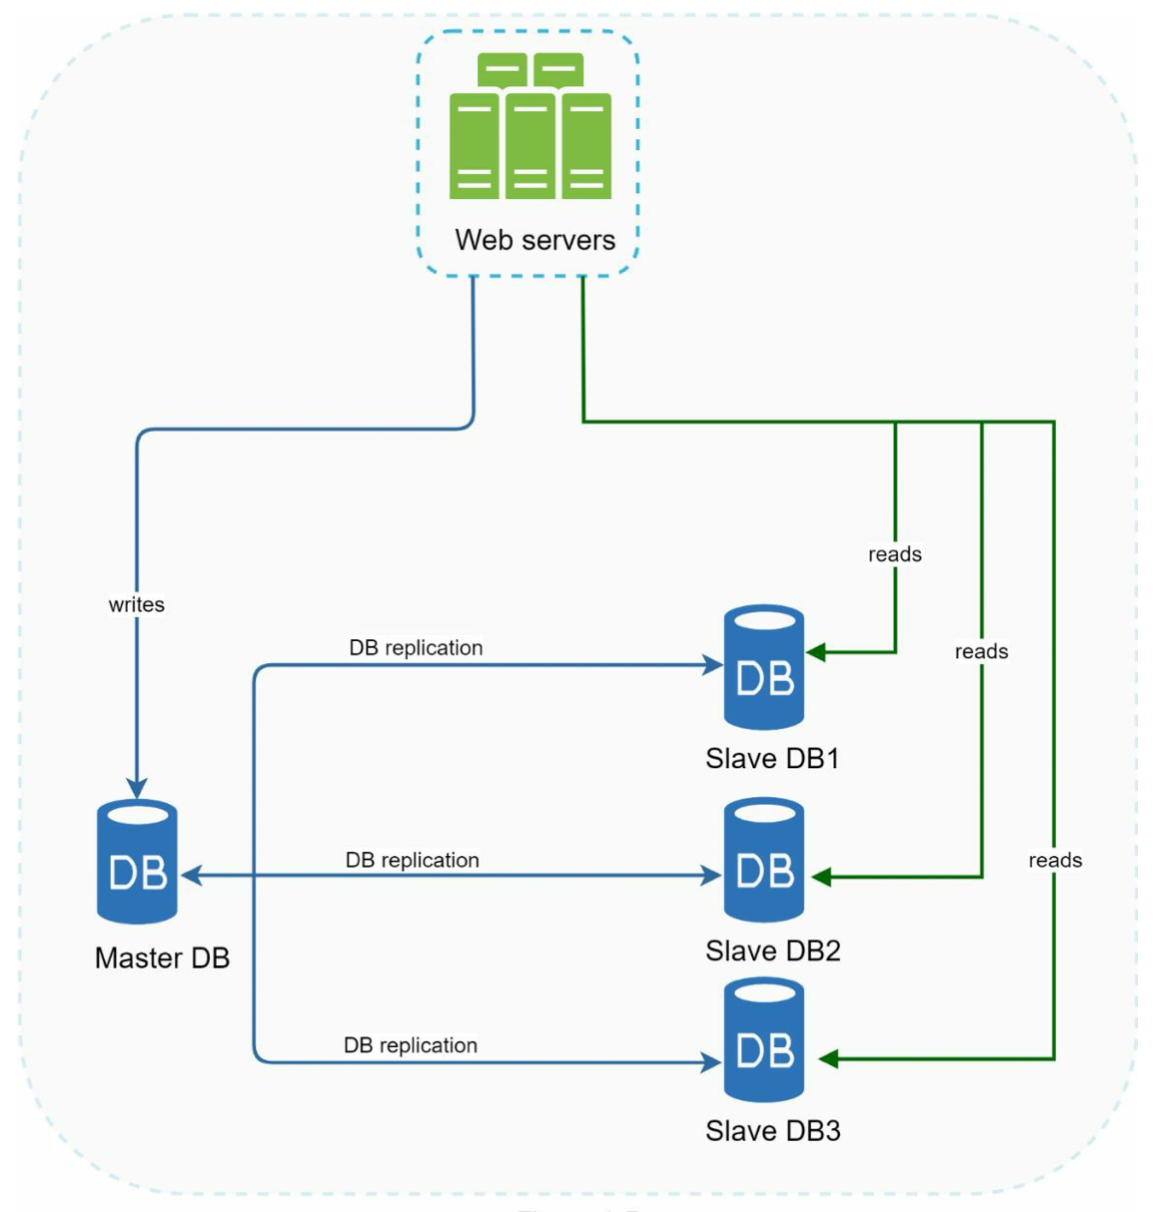 Web servers
reads
writes
DB replication
reads
DB
Slave DB1
DB replication
reads
DB
DB
Slave DB2
Master DB
DB replication
DB
Slave DB3